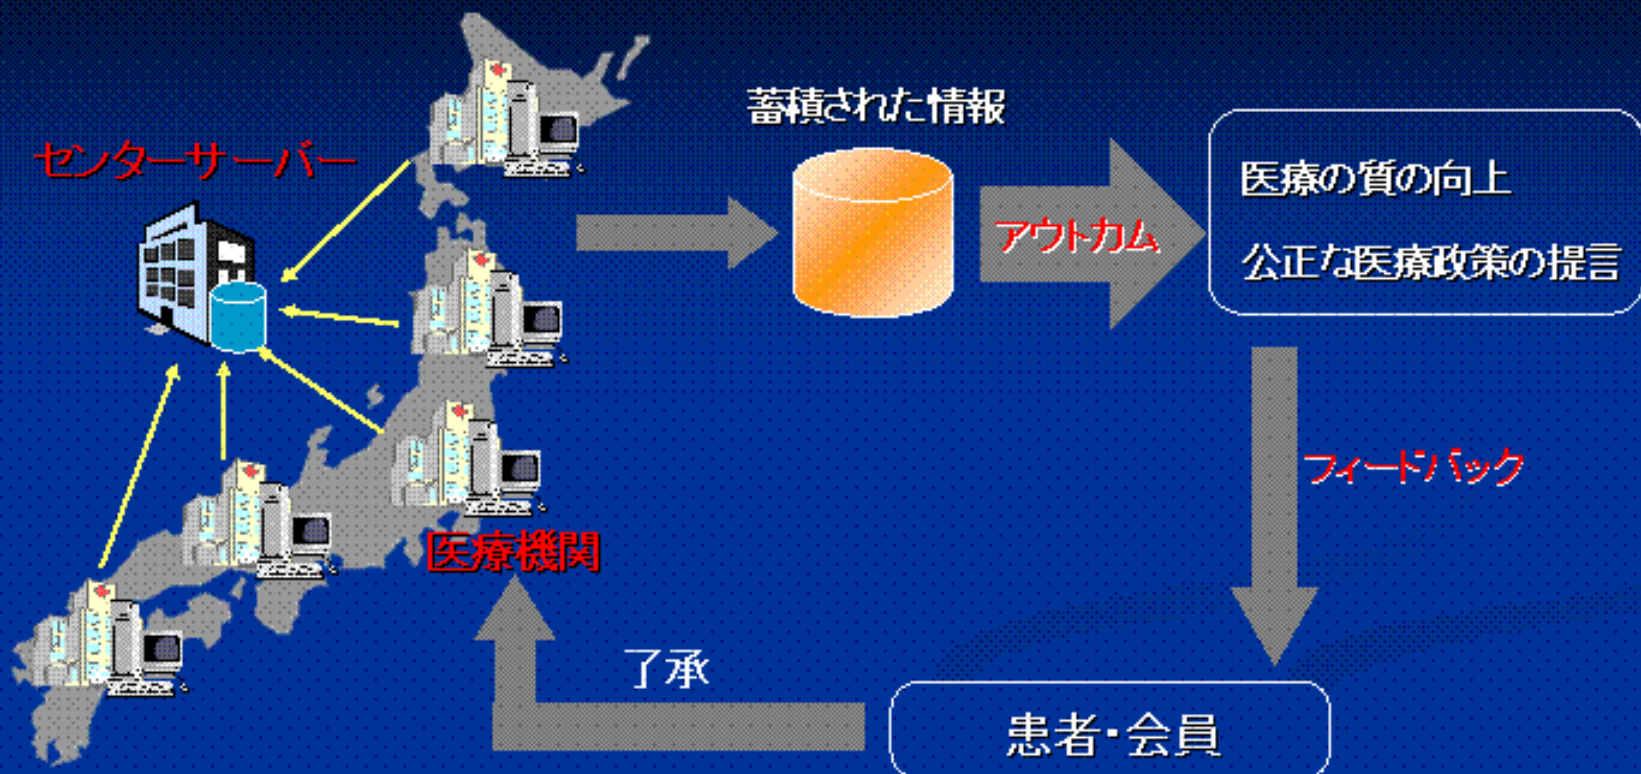 センターサーバー
蓄積された情報
アウトカム
医療の質の向上
公正な医療政策の提言
フィードバック
医療機関
了承
患者・会員